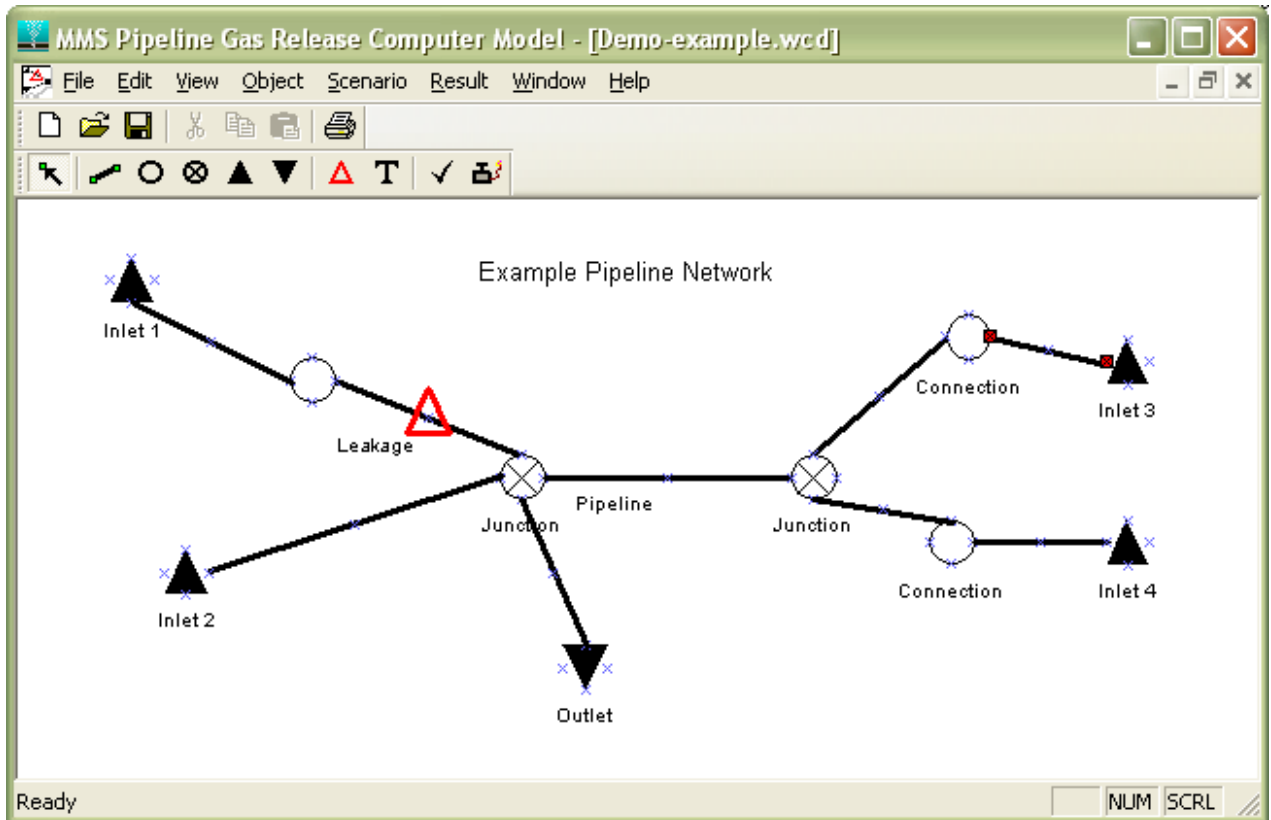 MMS Pipeline Gas Release Computer Model - [Demo-example.wcd]
File Edit View Object Scenario Result Window Help
T
Example Pipeline Network
Inlet 1
Connection
Inlet 3
Leakage
Pipeline
Junction
Junction
Connection
Inlet 4
Inlet 2
Outlet
Ready
NUM SCRL